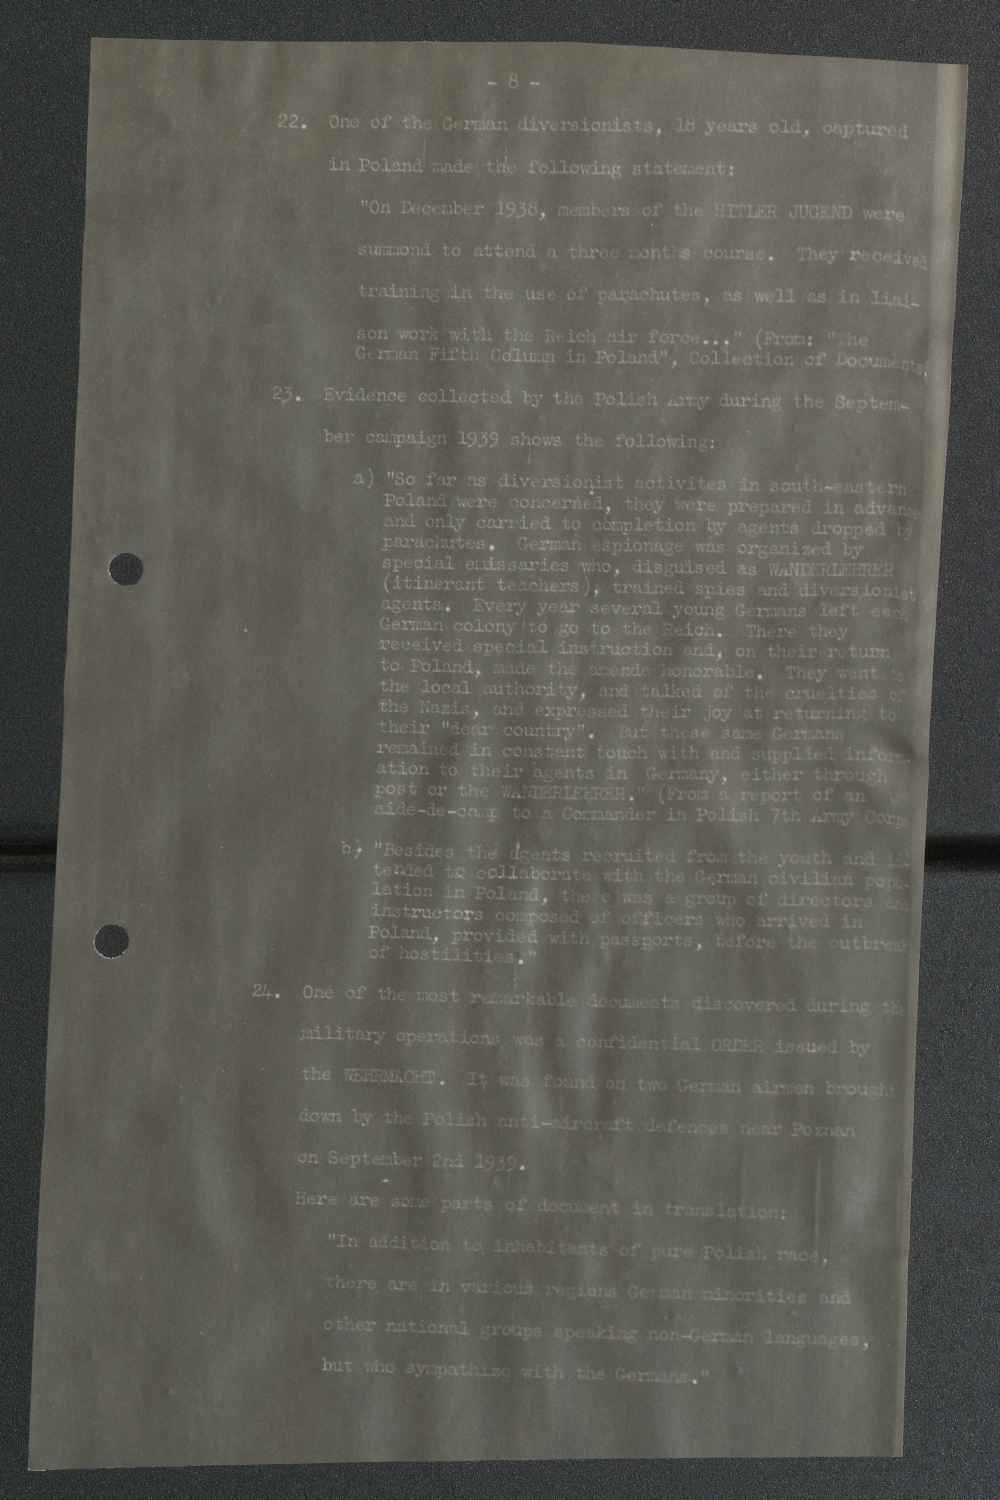 - 8 -
22. One of the German diversionists, 18 years old, captured
in Poland made the following statement:
"On December 1938, members of the HITLER JUGEND were
summond to attend a three months course. They received
training in the use of parachutes, as well as in liai-
son work with the Reich air force..." (From: "The
German Fifth Column in Poland", Collection of Documents,
23. Evidence collected by the Polish Army during the Septem-
ber campaign 1939 shows the following:
a) "So far as diversionist activites in south-eastern
Poland were concerned, they were prepared in advance
and only carried to completion by agents dropped by
parachutes. German espionage was organized by
special emissaries who, disguised as WANDERLEHRER
(itinerant teachers), trained spies and diversionist
agents. Every year several young Germans left each
German colony to go to the Reich. There they
received special instruction and, on their return
to Poland, made the amende honorable. They went to
the local authority, and talked of the cruelties of
the Nazis, and expressed their joy at returning to
their "dear country". But these same Germans
remained in constant touch with and supplied inform-
ation to their agents in Germany, either through
post or the WANDERLEHRER." (From a report of an
aide-de-camp to a Commander in Polish 7th Army Corps
b) "Besides the agents recruited from the youth and in-
tended to collaborate with the German civilian popu-
lation in Poland, there was a group of directors and
instructors composed of officers who arrived in
Poland, provided with passports, before the outbreak
of hostilities."
24. One of the most remarkable documents discovered during the
military operations was a confidential ORDER issued by
the WEHRMACHT. It was found on two German airmen brought
down by the Polish anti-aircraft defences near Poznan
on September 2nd 1939.
Here are some parts of document in translation:
"In addition to inhabitants of pure Polish race,
there are in various regions German minorities and
other national groups speaking non-German languages,
but who sympathize with the Germans."